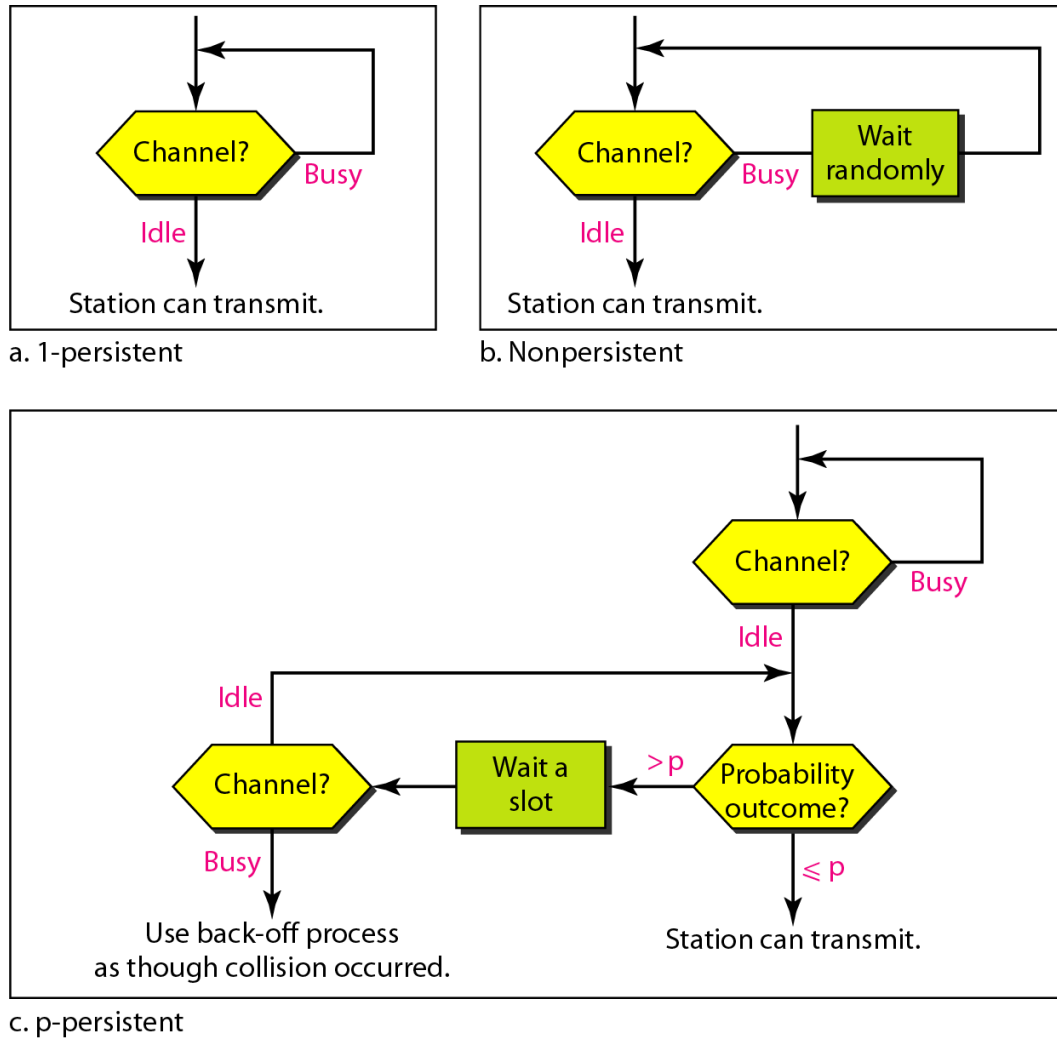 Channel?
Busy
Idle
Station can transmit.
a. 1-persistent
Channel?
Busy
Wait
randomly
Idle
Station can transmit.
b. Nonpersistent
Channel?
Busy
Idle
Idle
Channel?
Wait a
slot
>p
Probability
outcome?
Busy
⩽ p
Use back-off process
as though collision occurred.
Station can transmit.
c. p-persistent